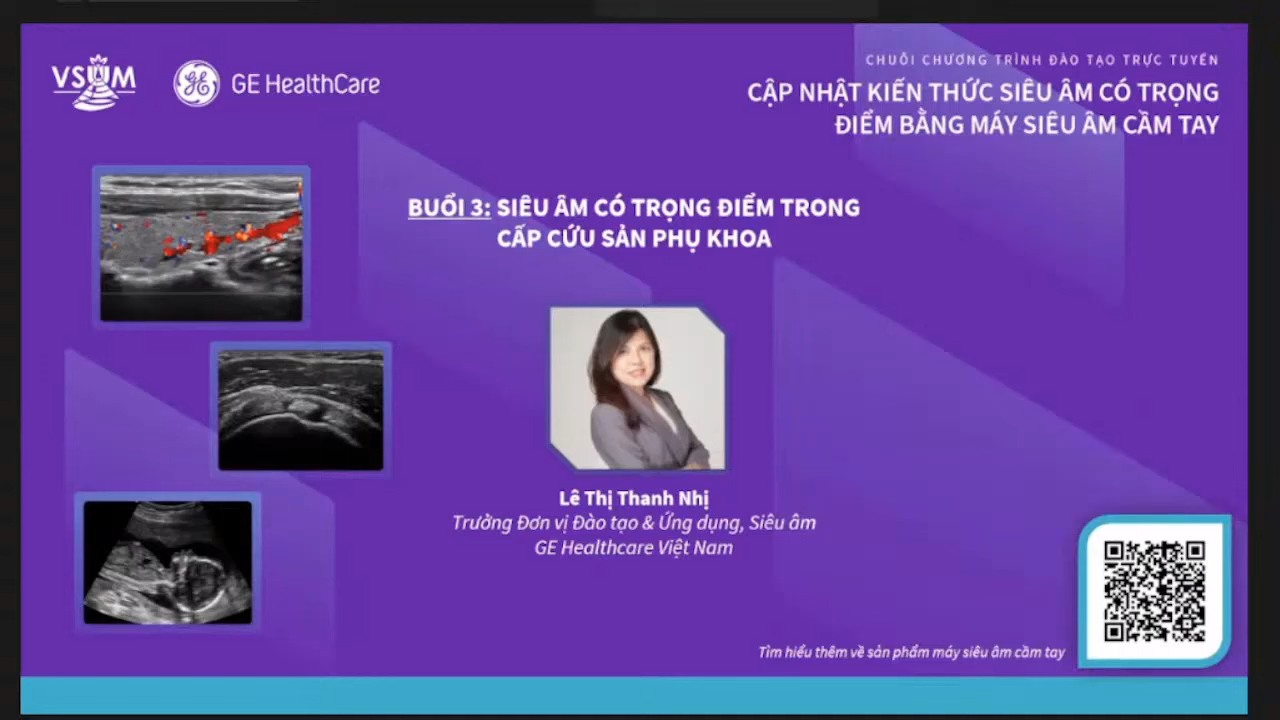 VSUM
GE HealthCare
CHUỖI CHƯƠNG TRÌNH ĐÀO TẠO TRỰC TUYẾN
CẬP NHẬT KIẾN THỨC SIÊU ÂM CÓ TRỌNG
ĐIỂM BẰNG MÁY SIÊU ÂM CẦM TAY
BUỔI 3: SIÊU ÂM CÓ TRỌNG ĐIỂM TRONG
CẤP CỨU SẢN PHỤ KHOA
Lê Thị Thanh Nhị
Trưởng Đơn vị Đào tạo & Ứng dụng, Siêu âm
GE Healthcare Việt Nam
Tìm hiểu thêm về sản phẩm máy siêu âm cầm tay